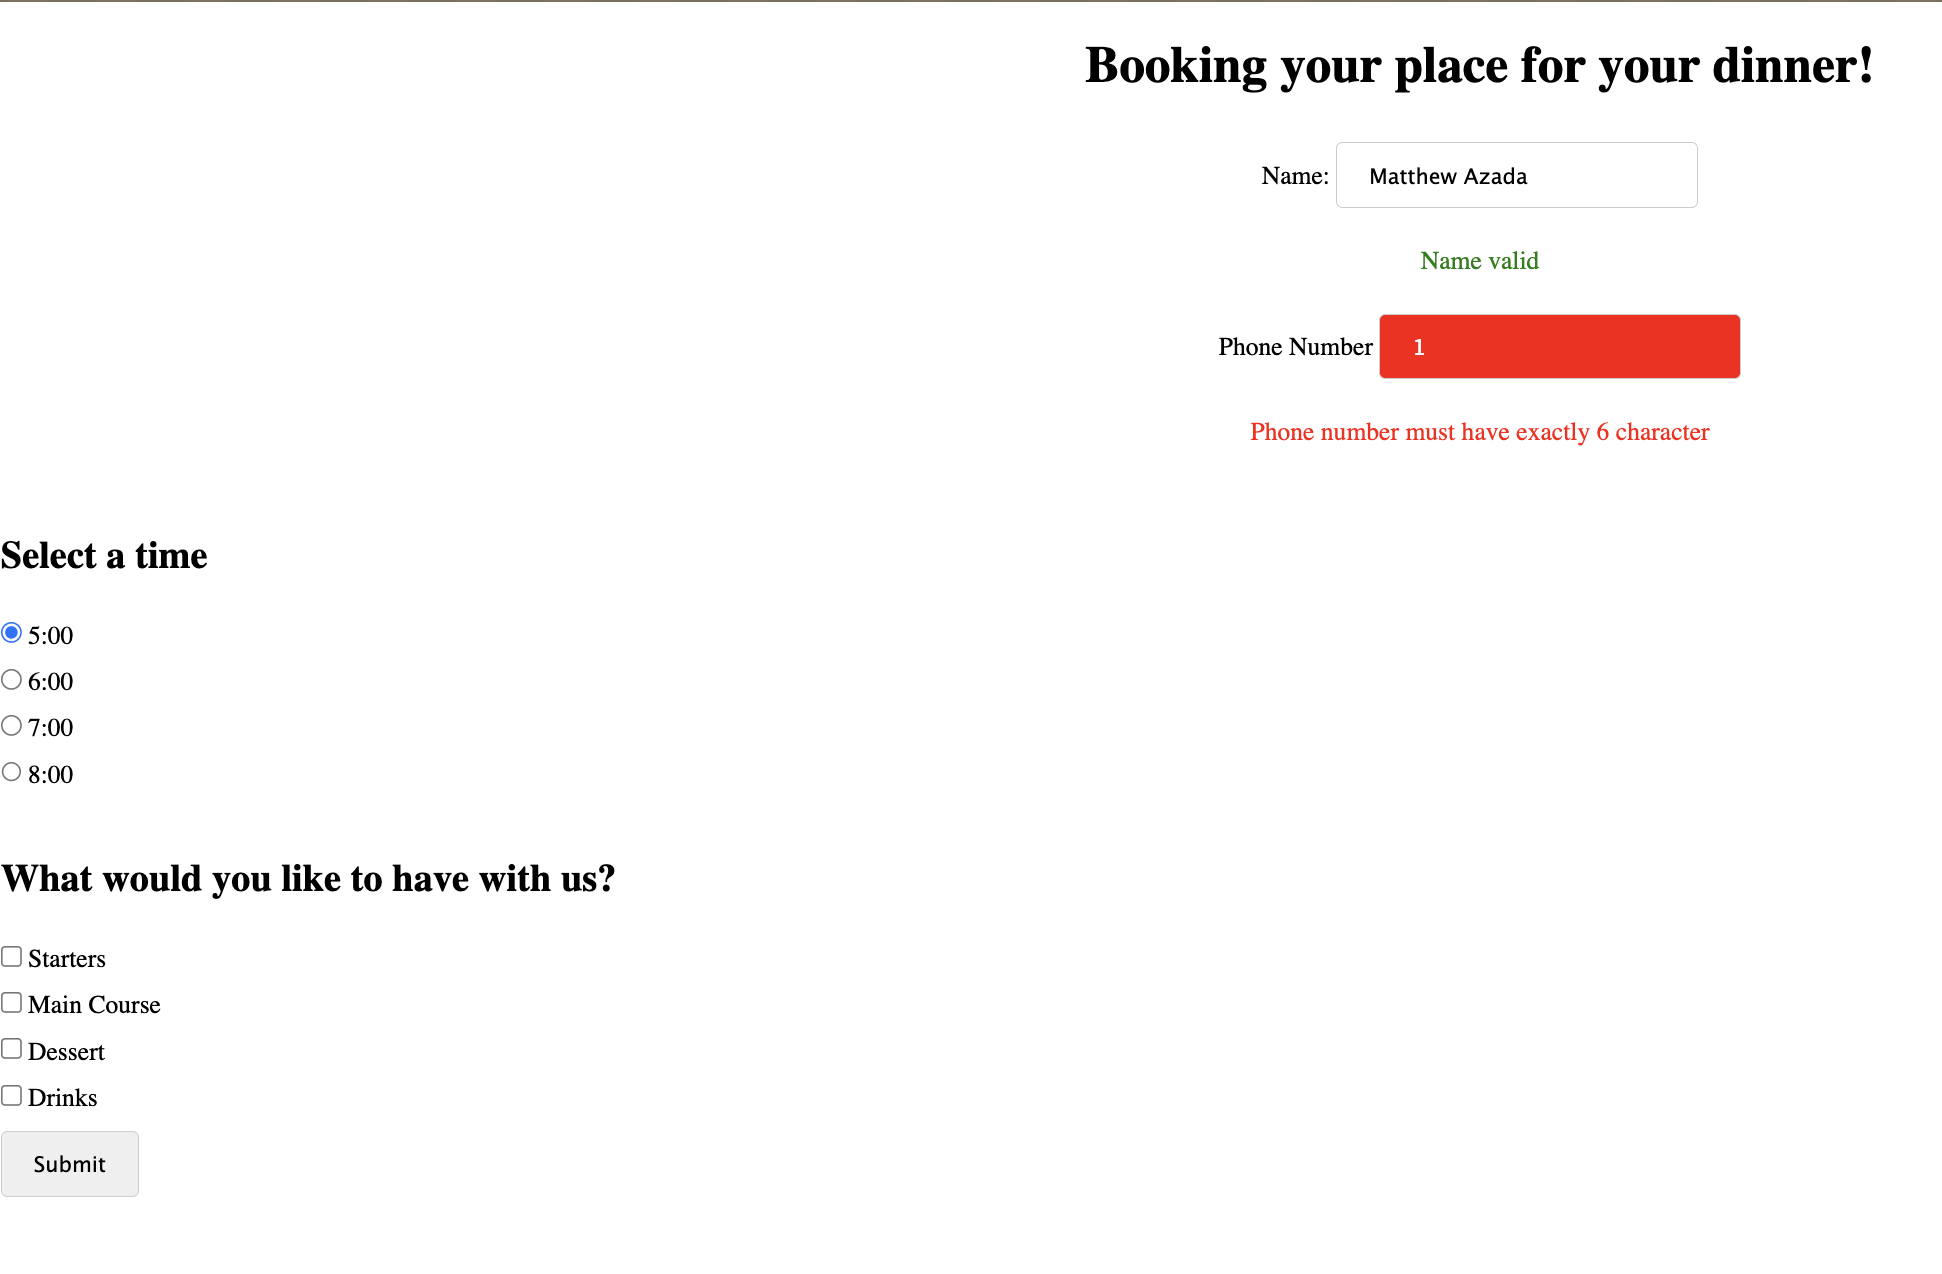 Booking your place for your dinner!
Name: Matthew Azada
Name valid
Phone Number 1
Phone number must have exactly 6 character
Select a time
5:00
6:00
7:00
8:00
What would you like to have with us?
Starters
Main Course
Dessert
Drinks
Submit